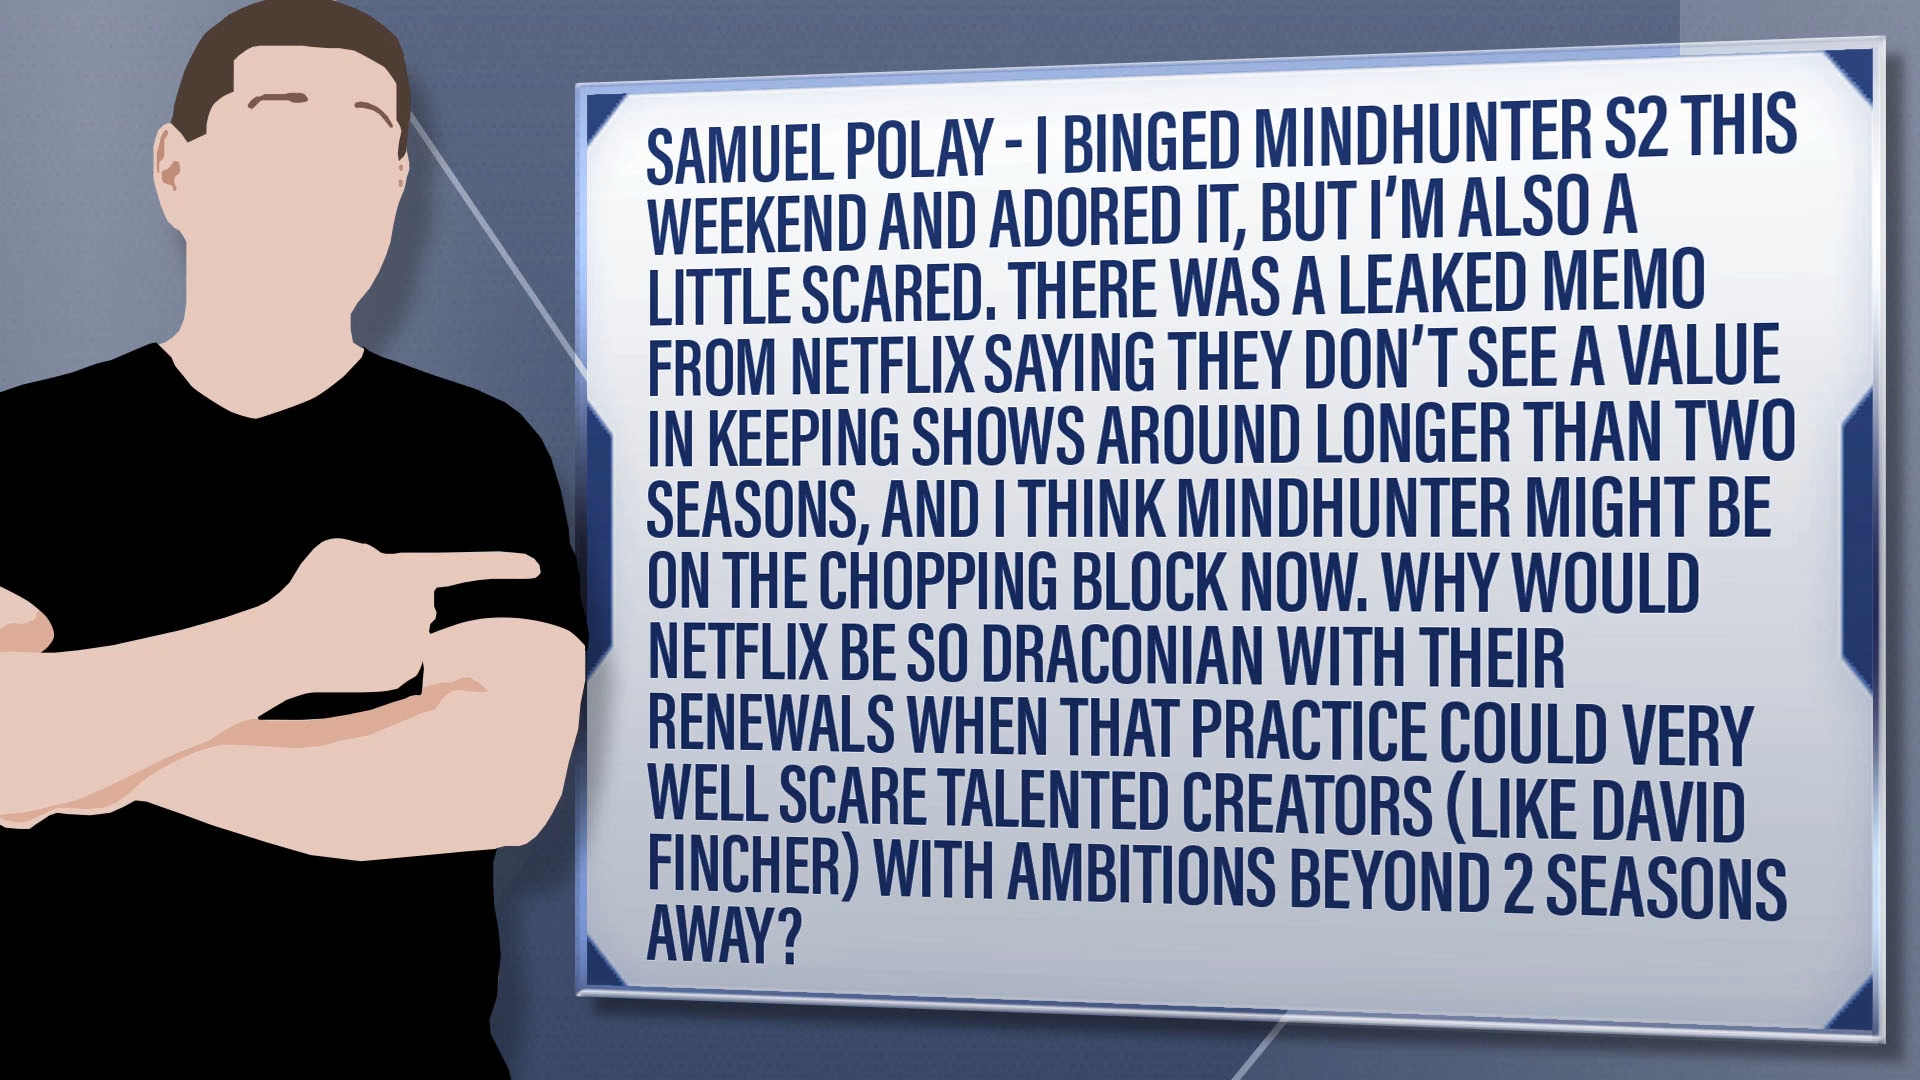 SAMUEL POLAY - I BINGED MINDHUNTER S2 THIS
WEEKEND AND ADORED IT, BUT I'M ALSO A
LITTLE SCARED. THERE WAS A LEAKED MEMO
FROM NETFLIX SAYING THEY DON'T SEE A VALUE
IN KEEPING SHOWS AROUND LONGER THAN TWO
SEASONS, AND I THINK MINDHUNTER MIGHT BE
ON THE CHOPPING BLOCK NOW. WHY WOULD
NETFLIX BE SO DRACONIAN WITH THEIR
RENEWALS WHEN THAT PRACTICE COULD VERY
WELL SCARE TALENTED CREATORS (LIKE DAVID
FINCHER) WITH AMBITIONS BEYOND 2 SEASONS
AWAY?